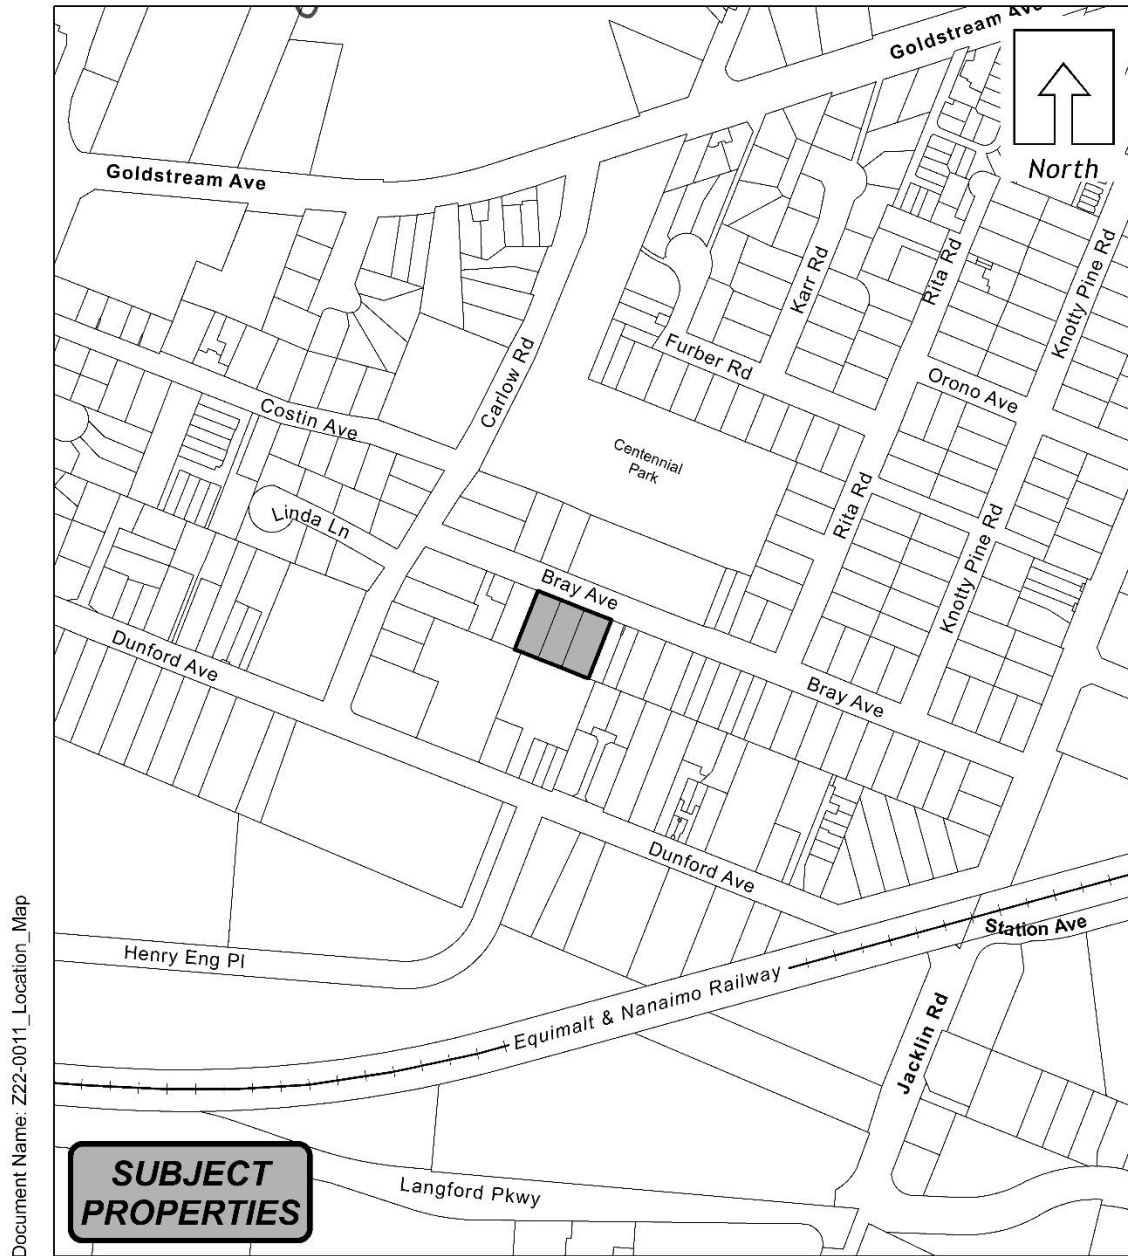 Goldstream Ave
North
Goldstream Ave
Karr Rd
Rita Rd
Knotty Pine Rd
Carlow Rd
Furber Rd
Orono Ave
Costin Ave
Centennial
Park
Linda Ln
Rita Rd
Knotty Pine Rd
Bray Ave
Dunford Ave
Bray Ave
Dunford Ave
Station Ave
Henry Eng Pl
Equimalt & Nanaimo Railway
Jacklin Rd
Langford Pkwy
SUBJECT
PROPERTIES
Document Name: Z22-0011_Location_Map